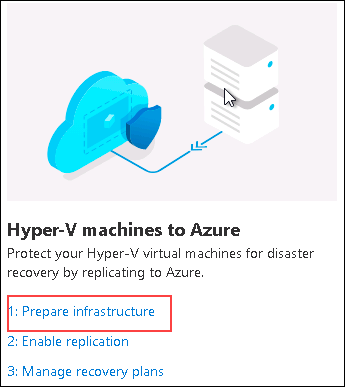 Hyper-V machines to Azure
Protect your Hyper-V virtual machines for disaster
recovery by replicating to Azure.
1: Prepare infrastructure
2: Enable replication
3: Manage recovery plans